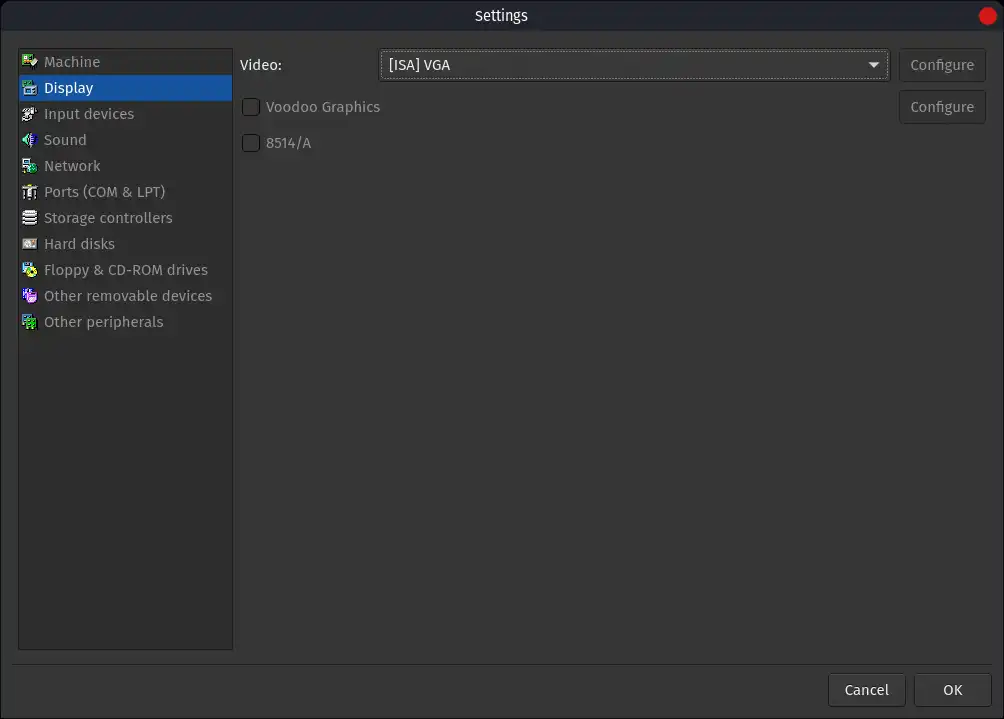 Settings
Machine
Display
Input devices
Sound
Network
Ports (COM & LPT)
Storage controllers
Hard disks
Floppy & CD-ROM drives
Other removable devices
Other peripherals
Video:
[ISA] VGA
Configure
Voodoo Graphics
Configure
8514/A
Cancel
OK